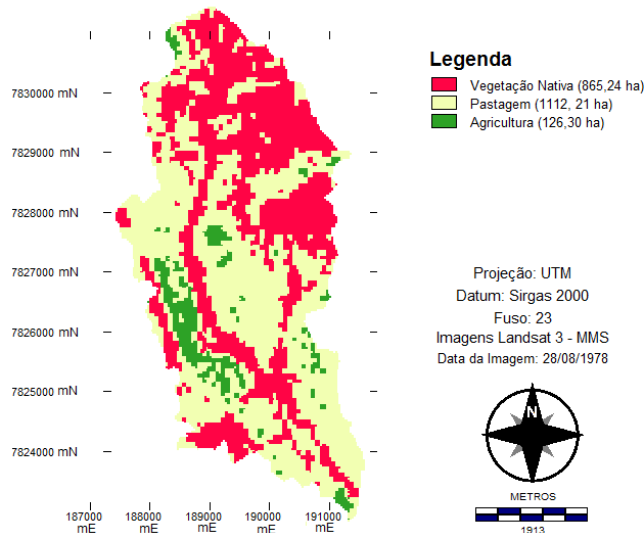 7830000 mN
7829000 mN
7828000 mN
7827000 mN
7826000 mN
7825000 mN
7824000 mN
187000 188000 189000 190000 191000
mE mE mE mE mE
Legenda
Vegetação Nativa (865,24 ha)
Pastagem (1112, 21 ha)
Agricultura (126,30 ha)
Projeção: UTM
Datum: Sirgas 2000
Fuso: 23
Imagens Landsat 3 - MMS
Data da Imagem: 28/08/1978
N
METROS
1913